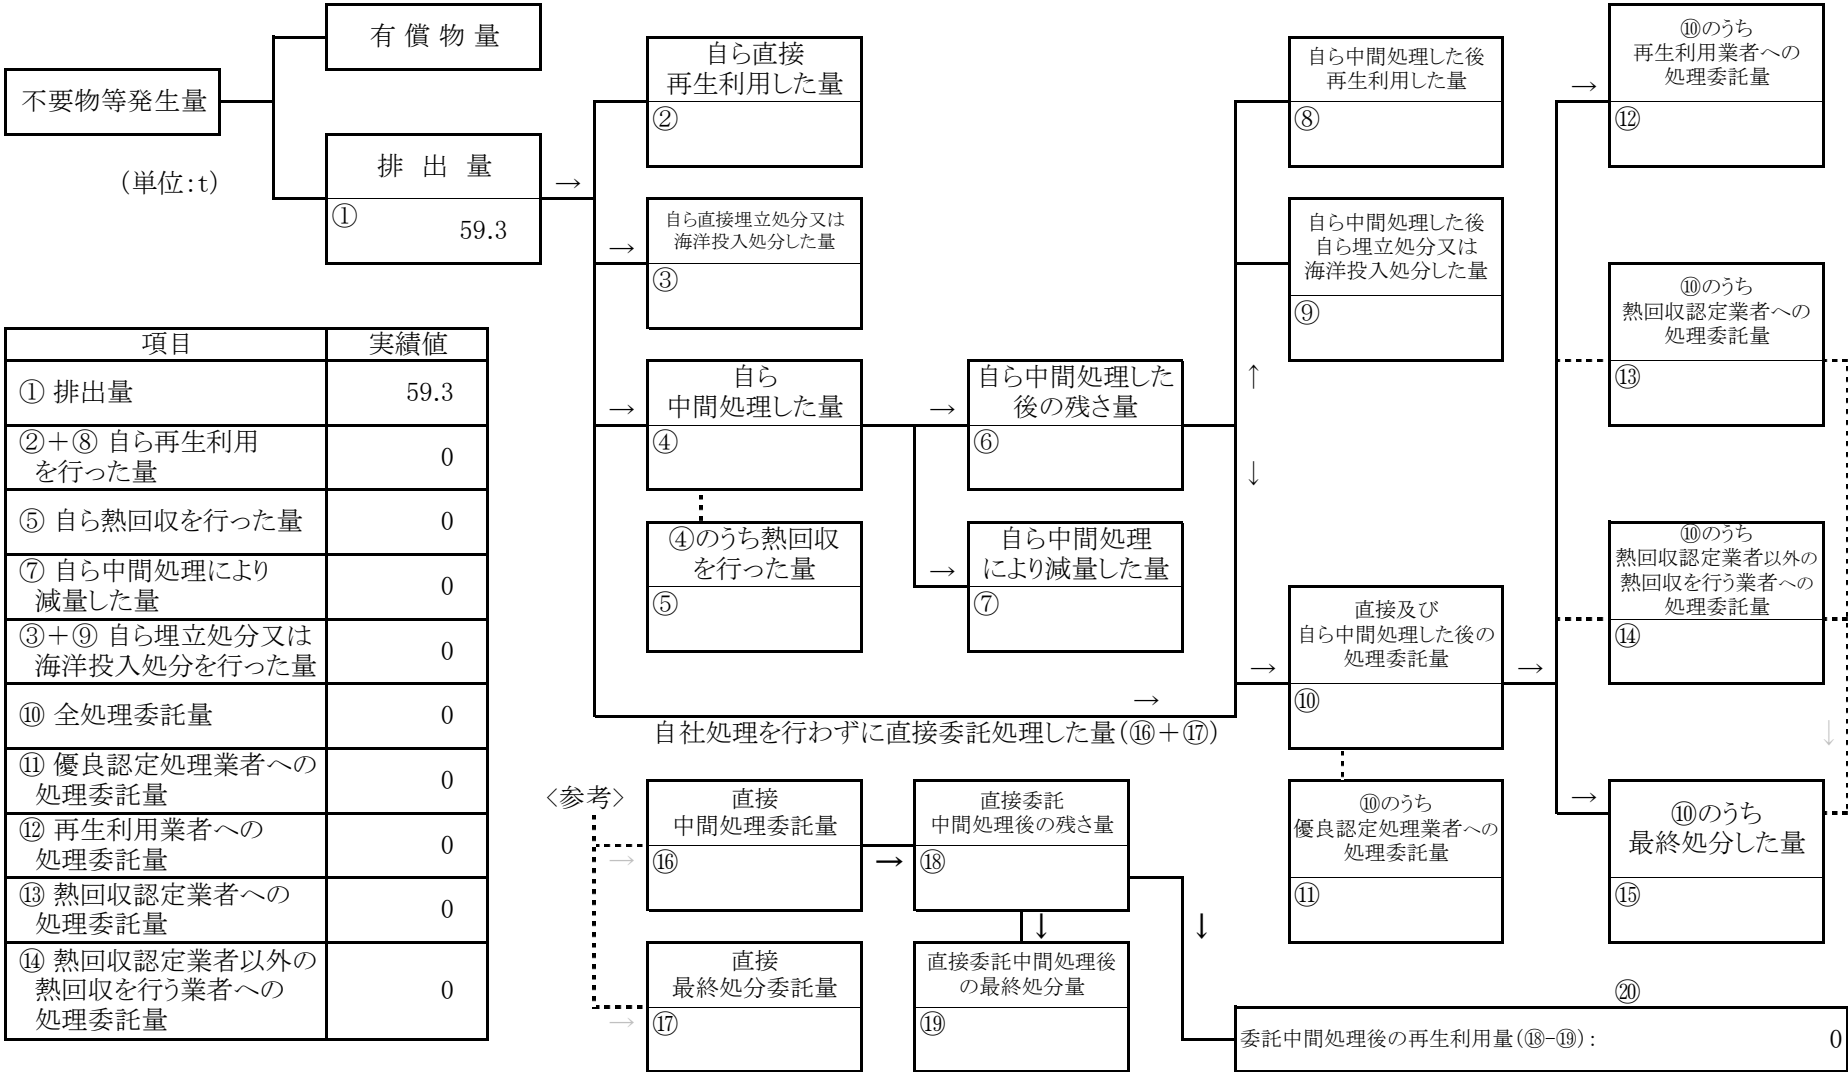 不要物等発生量
有 償 物 量
(単位:t)
排 出 量
①
59.3
→
自ら直接
再生利用した量
②
→
自ら直接埋立処分又は
海洋投入処分した量
③
→
自ら
中間処理した量
④
④のうち熱回収
を行った量
⑤
→
自ら中間処理した
後の残さ量
⑥
→
自ら中間処理
により減量した量
⑦
↑
↓
自ら中間処理した後
再生利用した量
⑧
自ら中間処理した後
自ら埋立処分又は
海洋投入処分した量
⑨
→
自社処理を行わずに直接委託処理した量(⑯+⑰)
→
直接及び
自ら中間処理した後の
処理委託量
⑩
⑩のうち
優良認定処理業者への
処理委託量
⑪
→
→
⑩のうち
再生利用業者への
処理委託量
⑫
⑩のうち
熱回収認定業者への
処理委託量
⑬
⑩のうち
熱回収認定業者以外の
熱回収を行う業者への
処理委託量
⑭
↓
→
⑩のうち
最終処分した量
⑮
項目 実績値
① 排出量 59.3
②+⑧ 自ら再生利用
を行った量 0
⑤ 自ら熱回収を行った量 0
⑦ 自ら中間処理により
減量した量 0
③+⑨ 自ら埋立処分又は
海洋投入処分を行った量 0
⑩ 全処理委託量 0
⑪ 優良認定処理業者への
処理委託量 0
⑫ 再生利用業者への
処理委託量 0
⑬ 熱回収認定業者への
処理委託量 0
⑭ 熱回収認定業者以外の
熱回収を行う業者への
処理委託量 0
<参考>
→
直接
中間処理委託量
⑯
→
直接委託
中間処理後の残さ量
⑱
↓
↓
→
直接
最終処分委託量
⑰
直接委託中間処理後
の最終処分量
⑲
⑳
委託中間処理後の再生利用量(⑱-⑲): 0